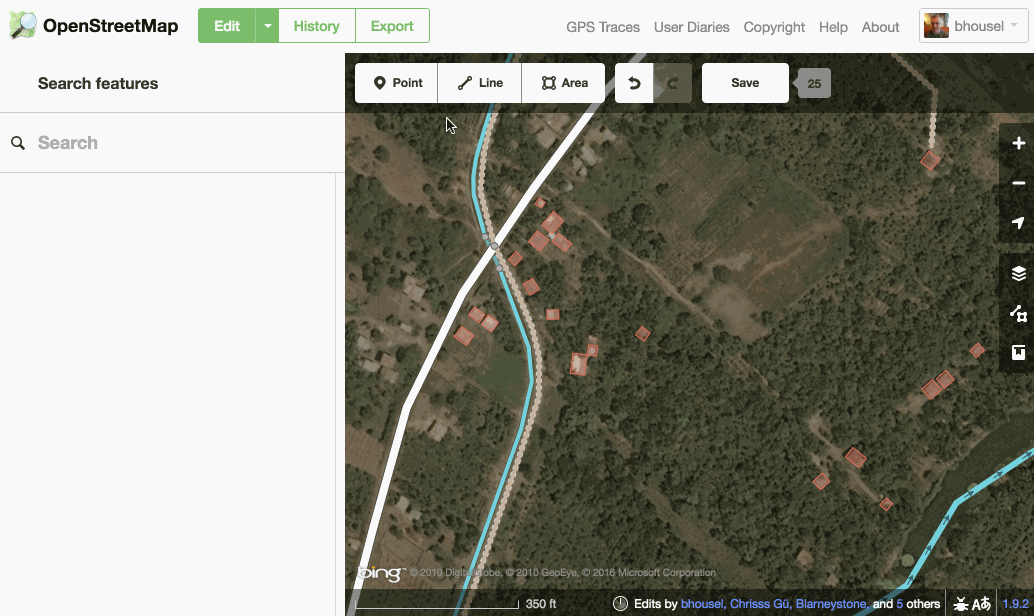 OpenStreetMap
Edit History Export
GPS Traces User Diaries Copyright Help About
bhousel
Search features
Search
Point Line Area Save 25
bing © 2010 DigitalGlobe, © 2010 GeoEye, © 2016 Microsoft Corporation
350 ft
Edits by bhousel, Chrisss Gü, Blarneystone, and 5 others
1.9.2